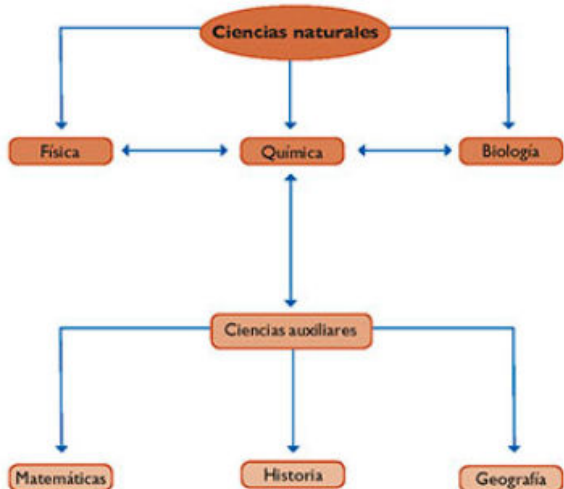 Ciencias naturales
Física
Química
Biología
Ciencias auxiliares
Matemáticas
Historia
Geografía